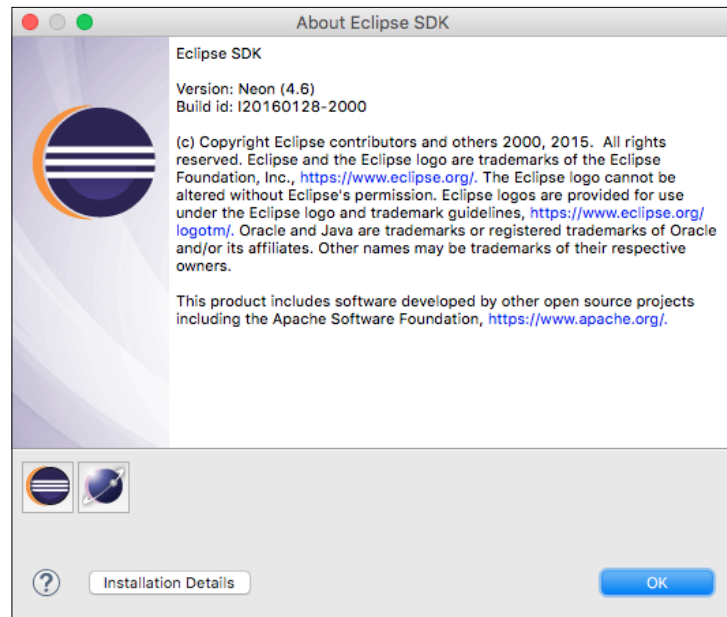 About Eclipse SDK
Eclipse SDK
Version: Neon (4.6)
Build id: I20160128-2000
(c) Copyright Eclipse contributors and others 2000, 2015.  All rights
reserved. Eclipse and the Eclipse logo are trademarks of the Eclipse
Foundation, Inc., https://www.eclipse.org/. The Eclipse logo cannot be
altered without Eclipse's permission. Eclipse logos are provided for use
under the Eclipse logo and trademark guidelines, https://www.eclipse.org/
logotm/. Oracle and Java are trademarks or registered trademarks of Oracle
and/or its affiliates. Other names may be trademarks of their respective
owners.
This product includes software developed by other open source projects
including the Apache Software Foundation, https://www.apache.org/.
?
Installation Details
OK